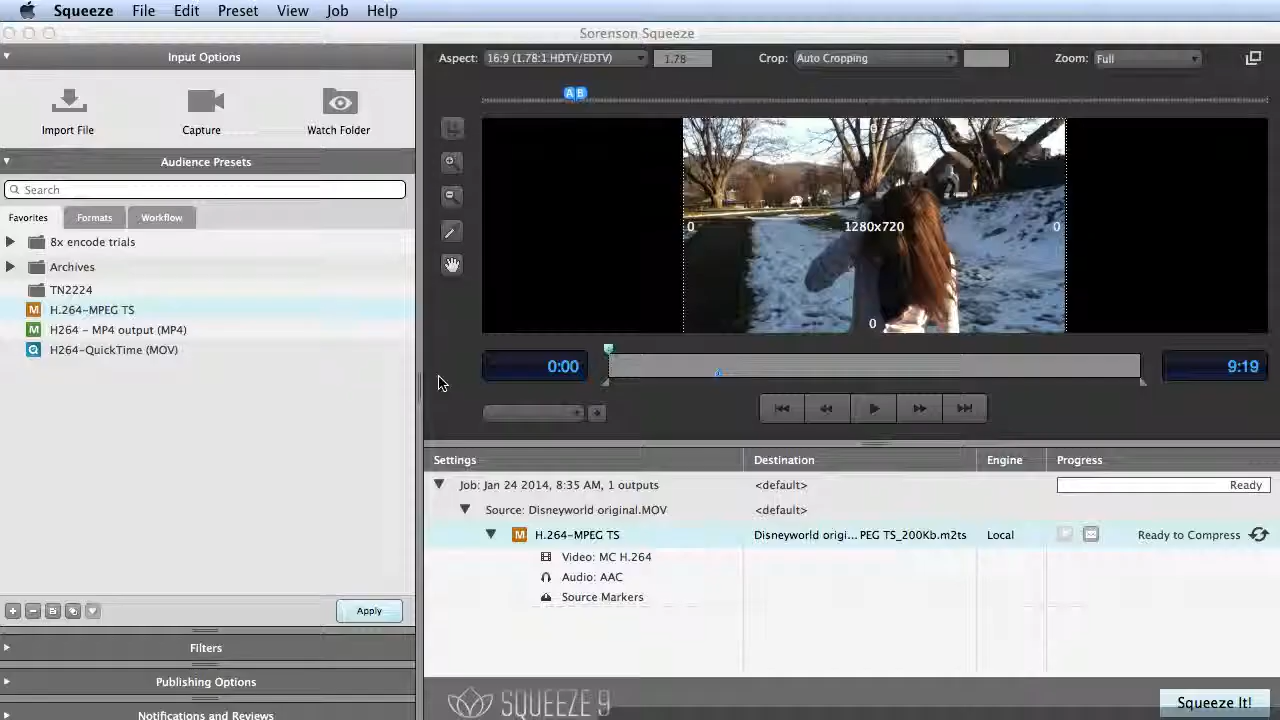 Squeeze File Edit Preset View Job Help
Sorenson Squeeze
Input Options
Import File Capture Watch Folder
Audience Presets
Search
Favorites Formats Workflow
8x encode trials
Archives
TN2224
H.264-MPEG TS
H264 - MP4 output (MP4)
H264-QuickTime (MOV)
Apply
Filters
Publishing Options
Notifications and Reviews
Aspect: 16:9 (1.78:1 HDTV/EDTV) 1.78 Crop: Auto Cropping Zoom: Full
A B
0
0 1280x720 0
0
0:00 9:19
Settings Destination Engine Progress
Job: Jan 24 2014, 8:35 AM, 1 outputs <default> Ready
Source: Disneyworld original.MOV <default>
M H.264-MPEG TS Disneyworld origi... PEG TS_200Kb.m2ts Local Ready to Compress
Video: MC H.264
Audio: AAC
Source Markers
SQUEEZE 9
Squeeze It!